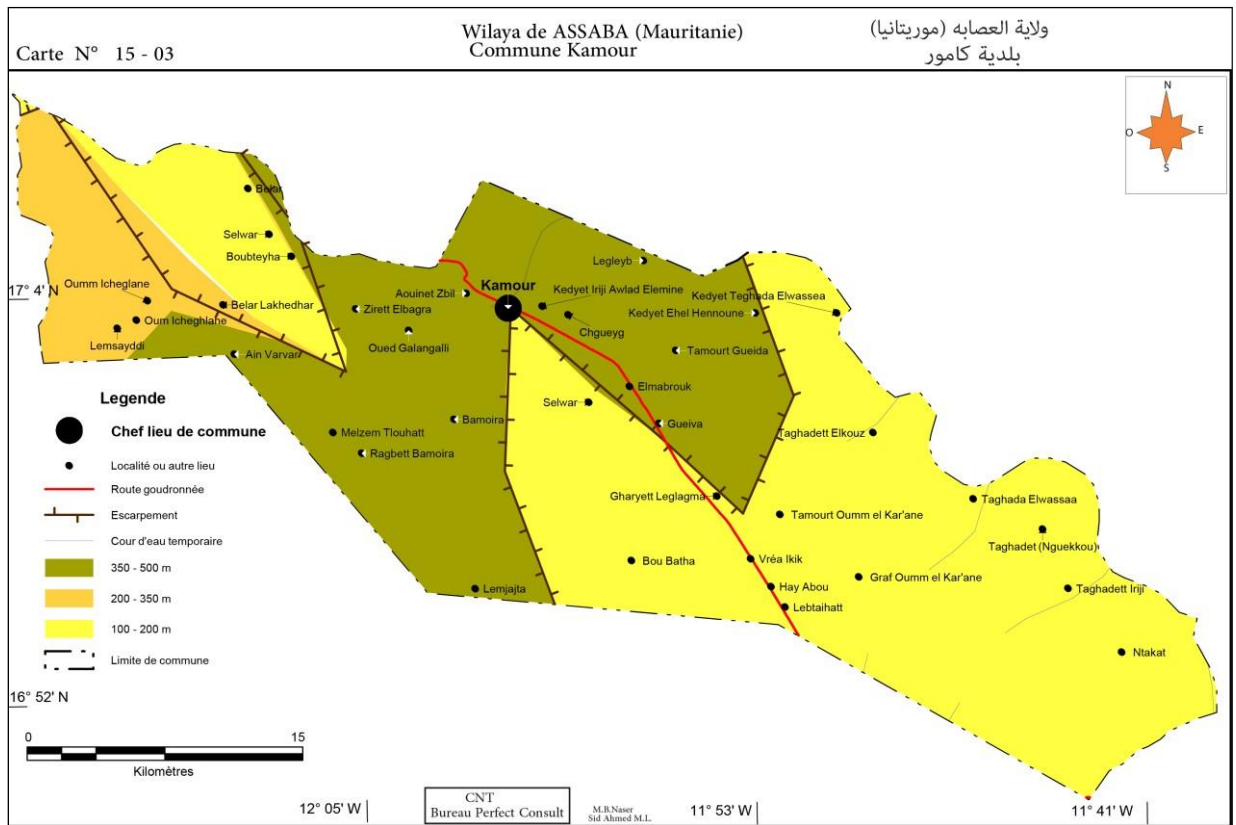 Carte N° 15 - 03
Wilaya de ASSABA (Mauritanie)
Commune Kamour
ولاية العصابه (موريتانيا)
بلدية كامور
N
O
E
S
Belar
Selwar
Boubteyha
Legleyb
Oumm Icheglane
17° 4' N
Aouinet Zbil
Kamour
Kedyet Iriji Awlad Elemine
Kedyet Teghada Elwassea
Belar Lakhedhar
Zirett Elbagra
Kedyet Ehel Hennoune
Oum Icheghlane
Chgueyg
Lemsayddi
Oued Galangalli
Ain Varvar
Tamourt Gueida
Elmabrouk
Selwar
Bamoira
Gueiva
Melzem Tlouhatt
Taghadett Elkouz
Ragbett Bamoira
Gharyett Leglagma
Taghada Elwassaa
Tamourt Oumm el Kar'ane
Taghadet (Nguekkou)
Bou Batha
Vréa Ikik
Graf Oumm el Kar'ane
Hay Abou
Lemjajta
Taghadett Iriji
Lebtaihatt
Ntakat
Legende
Chef lieu de commune
Localité ou autre lieu
Route goudronnée
Escarpement
Cour d'eau temporaire
350 - 500 m
200 - 350 m
100 - 200 m
Limite de commune
16° 52' N
0
15
Kilomètres
12° 05' W
CNT
Bureau Perfect Consult
M.B.Naser
Sid Ahmed M.L.
11° 53' W
11° 41' W